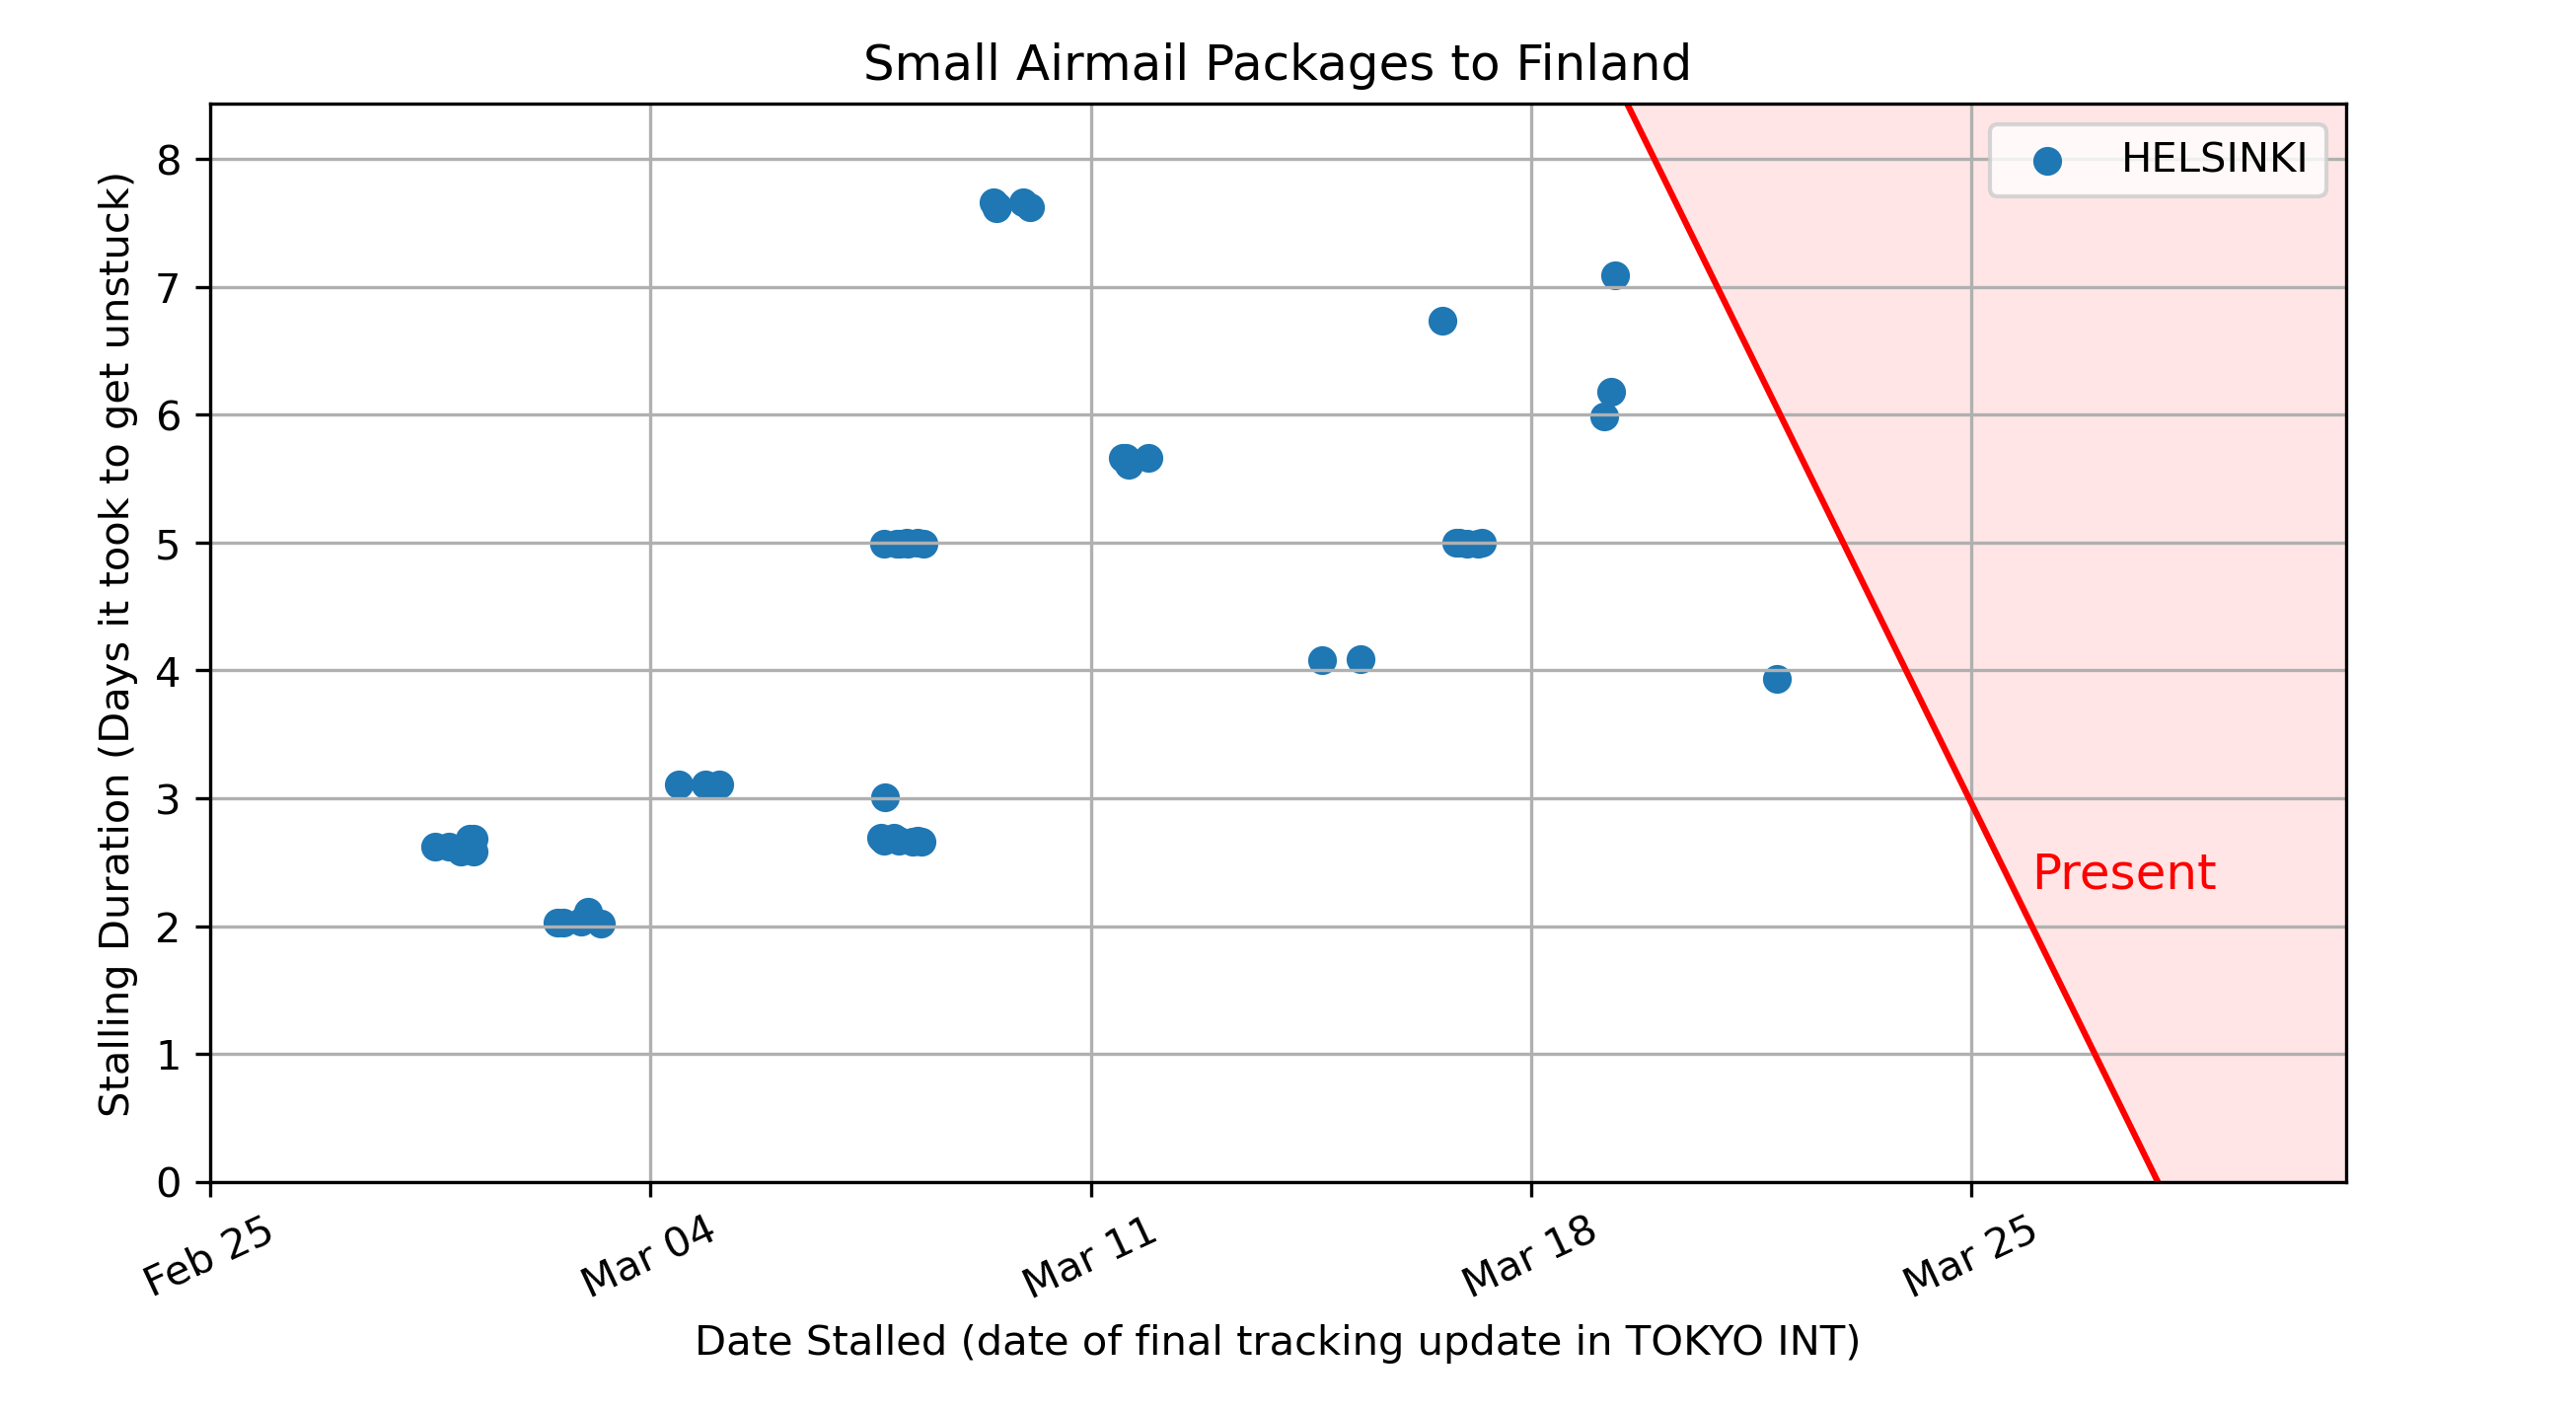 Small Airmail Packages to Finland
HELSINKI
Stalling Duration (Days it took to get unstuck)
8
7
6
5
4
3
2
1
0
Present
Feb 25
Mar 04
Mar 11
Mar 18
Mar 25
Date Stalled (date of final tracking update in TOKYO INT)